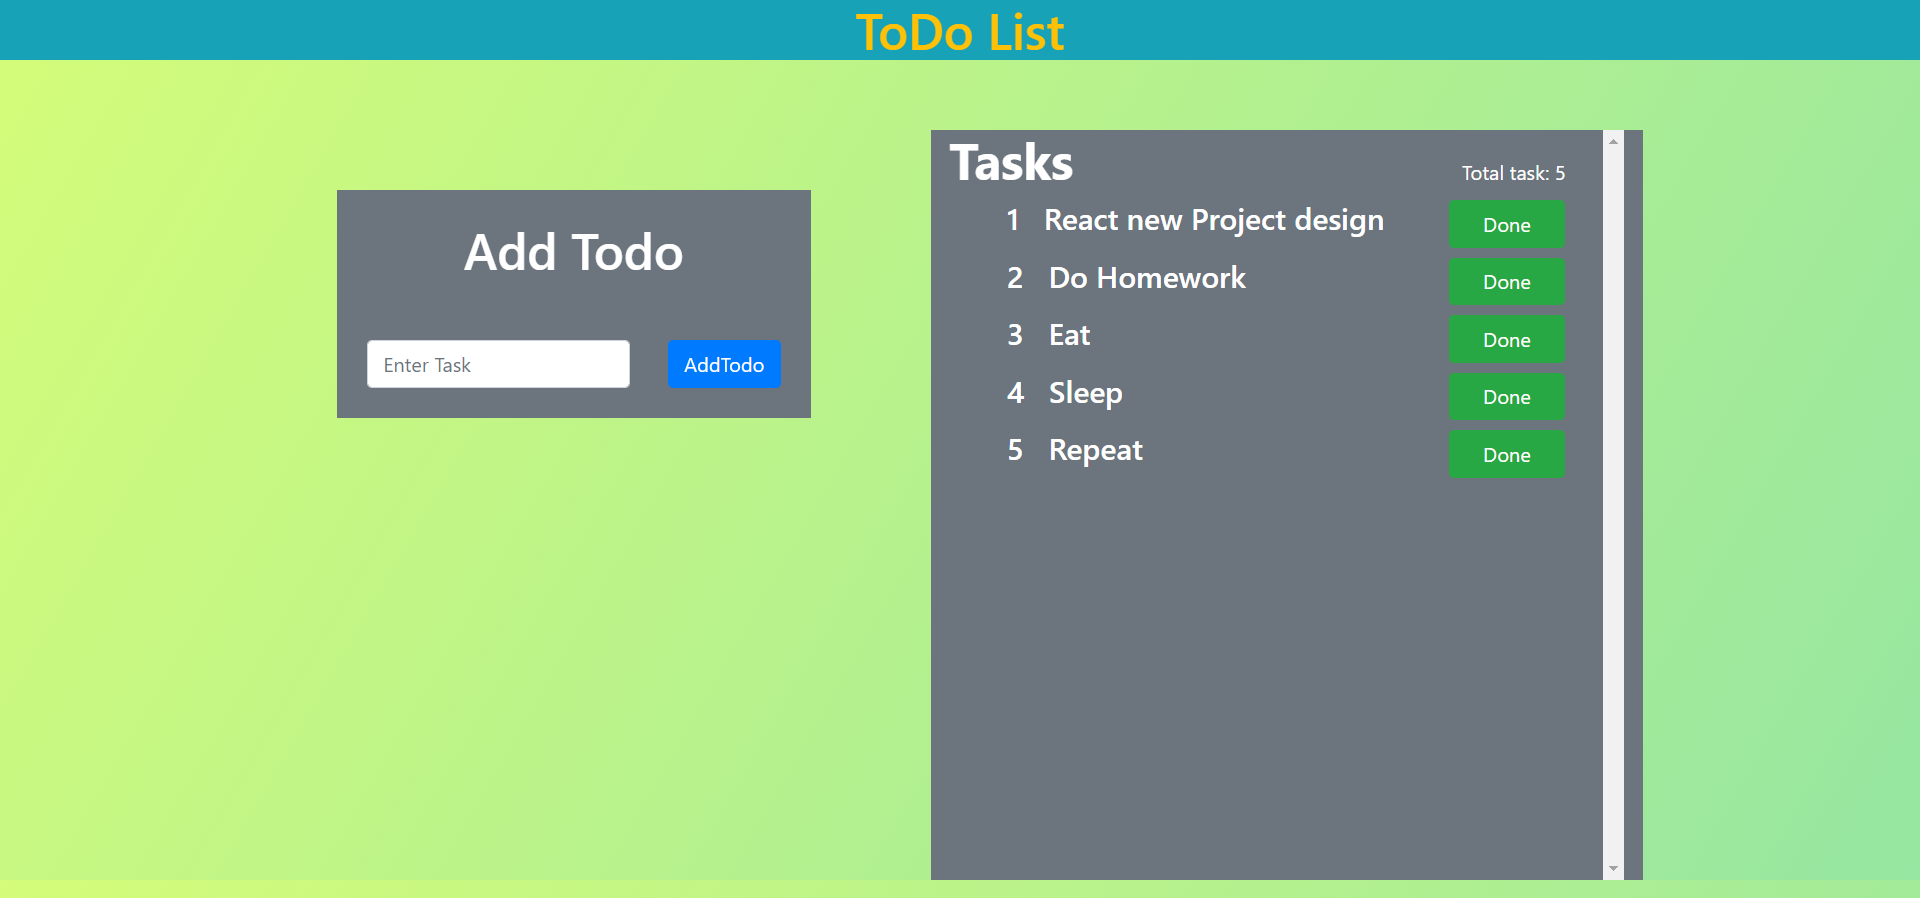 ToDo List
Add Todo
Enter Task
AddTodo
Tasks
Total task: 5
1 React new Project design Done
2 Do Homework Done
3 Eat Done
4 Sleep Done
5 Repeat Done